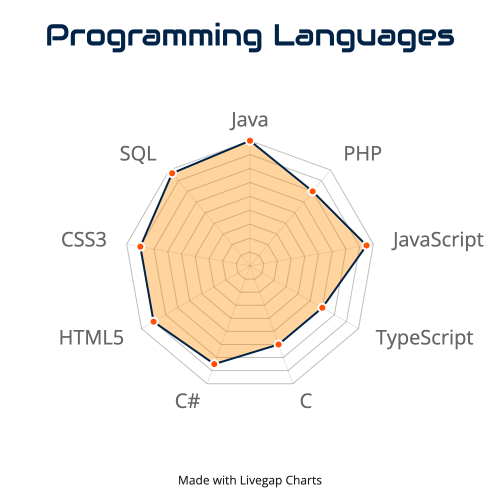 Programming Languages
Java
SQL
PHP
CSS3
JavaScript
HTML5
TypeScript
C#
C
Made with Livegap Charts